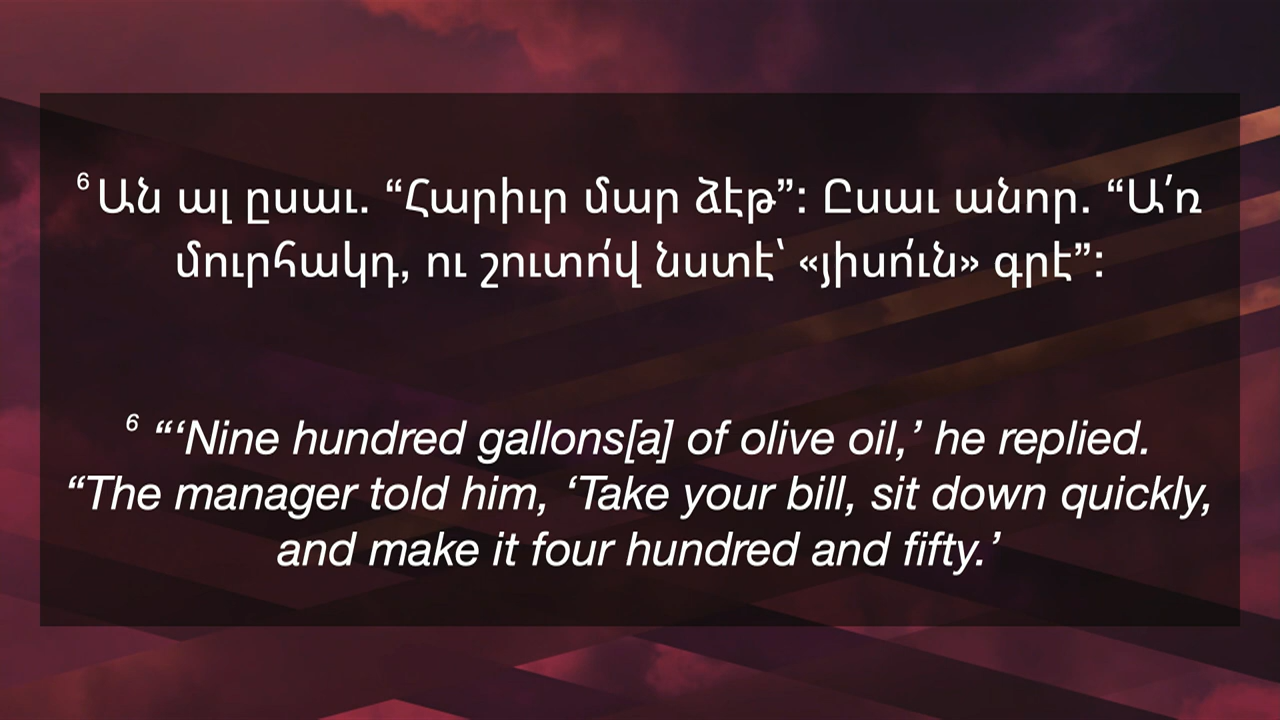 6 Ան ալ ըսաւ. “Հարիւր մար ձէթ”: Ըսաւ անոր. “Ա՛ռ
մուրհակդ, ու շուտո՛վ նստէ՝ «յիսո՛ւն» գրէ”:
6 “‘Nine hundred gallons[a] of olive oil,’ he replied.
“The manager told him, ‘Take your bill, sit down quickly,
and make it four hundred and fifty.’